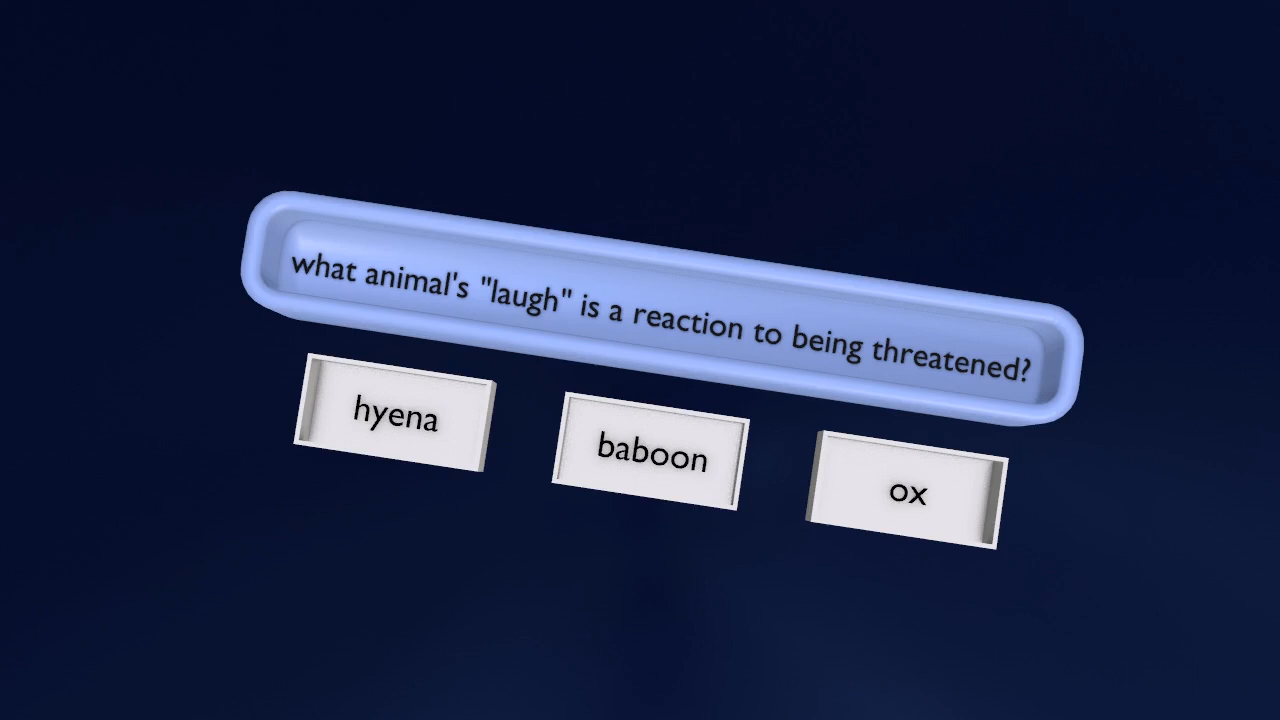 what animal's "laugh" is a reaction to being threatened?
hyena
baboon
ox